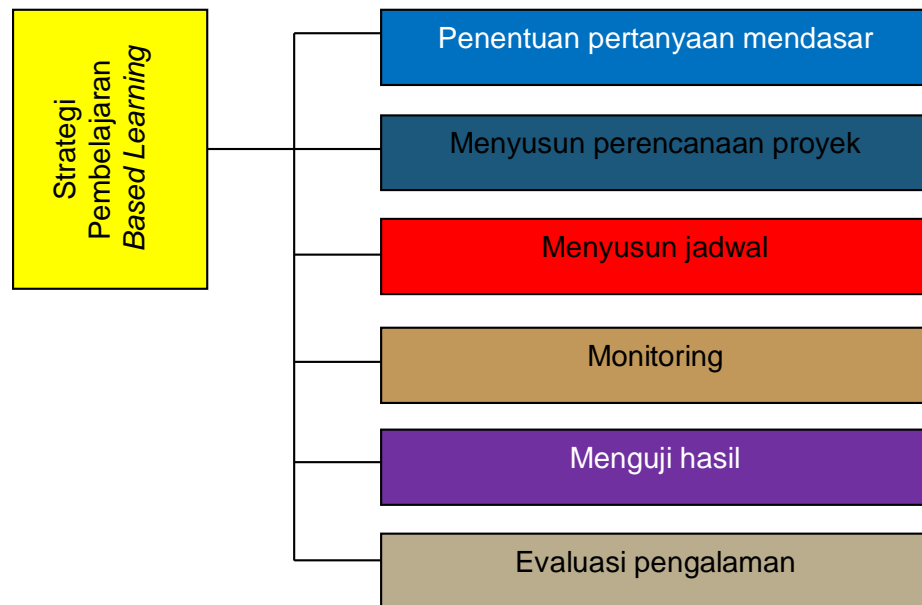 Strategi
Pembelajaran
Based Learning
Penentuan pertanyaan mendasar
Menyusun perencanaan proyek
Menyusun jadwal
Monitoring
Menguji hasil
Evaluasi pengalaman